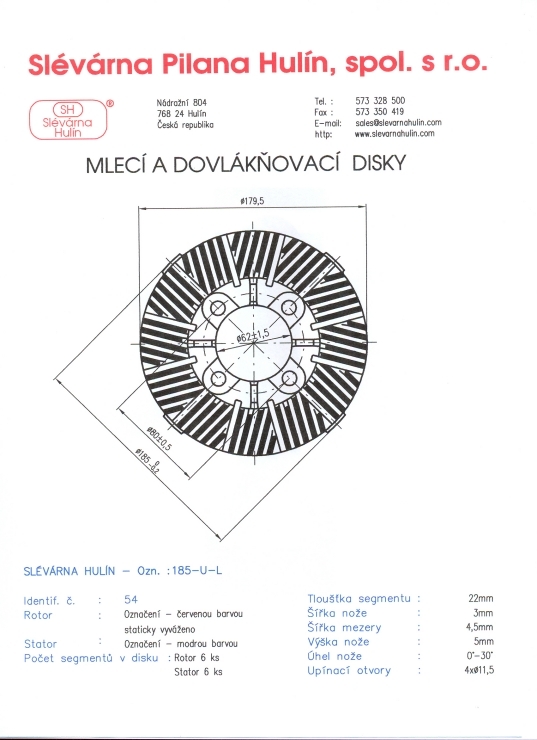 Slévárna Pilana Hulín, spol. s r.o.
SH
Slévárna
Hulín
®
Nádražní 804
768 24 Hulín
Česká republika
Tel. : 573 328 500
Fax : 573 350 419
E-mail: sales@slevarnahulin.com
http: www.slevarnahulin.com
MLECÍ A DOVLÁKŇOVACÍ DISKY
ø179,5
ø62±1,5
ø80±0,5
ø185 0 -0,2
SLÉVÁRNA HULÍN – Ozn. :185-U-L
Identif. č. : 54
Rotor : Označení – červenou barvou
staticky vyváženo
Stator : Označení – modrou barvou
Počet segmentů v disku : Rotor 6 ks
Stator 6 ks
Tloušťka segmentu : 22mm
Šířka nože : 3mm
Šířka mezery : 4,5mm
Výška nože : 5mm
Úhel nože : 0°-30°
Upínací otvory : 4xø11,5